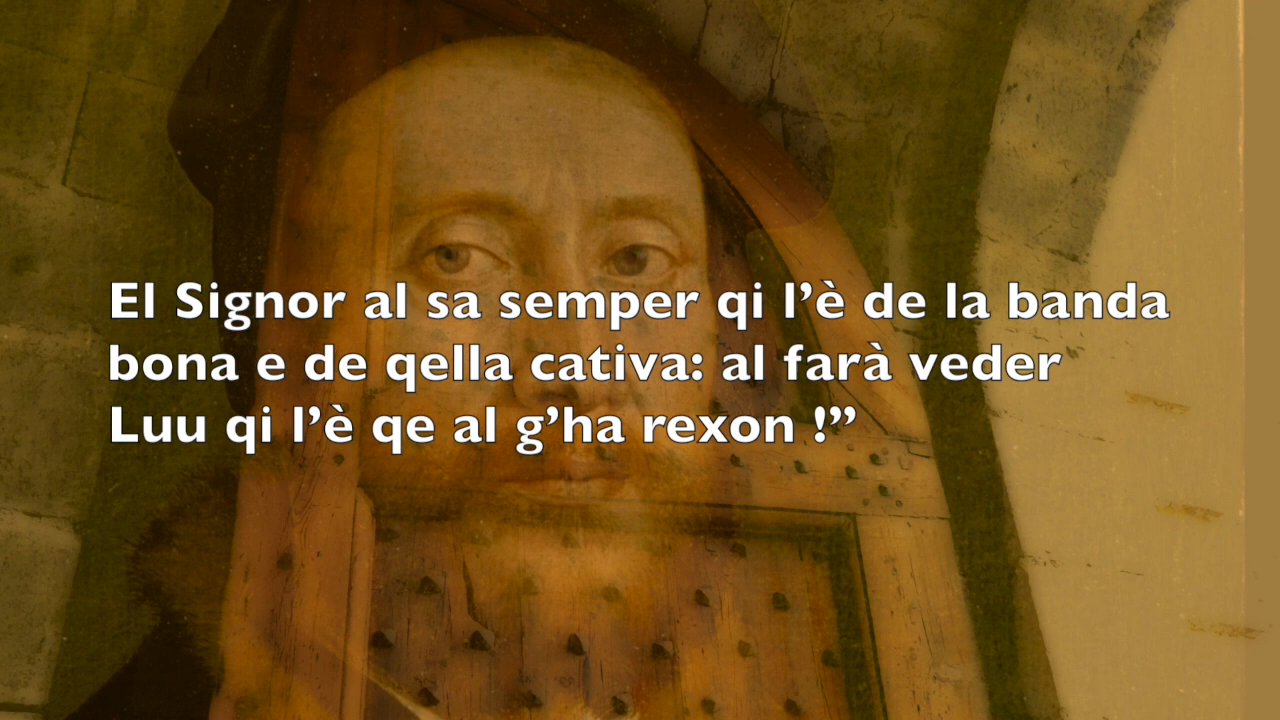 El Signor al sa semper qi l’è de la banda
bona e de qella cativa: al farà veder
Luu qi l’è qe al g’ha rexon !”